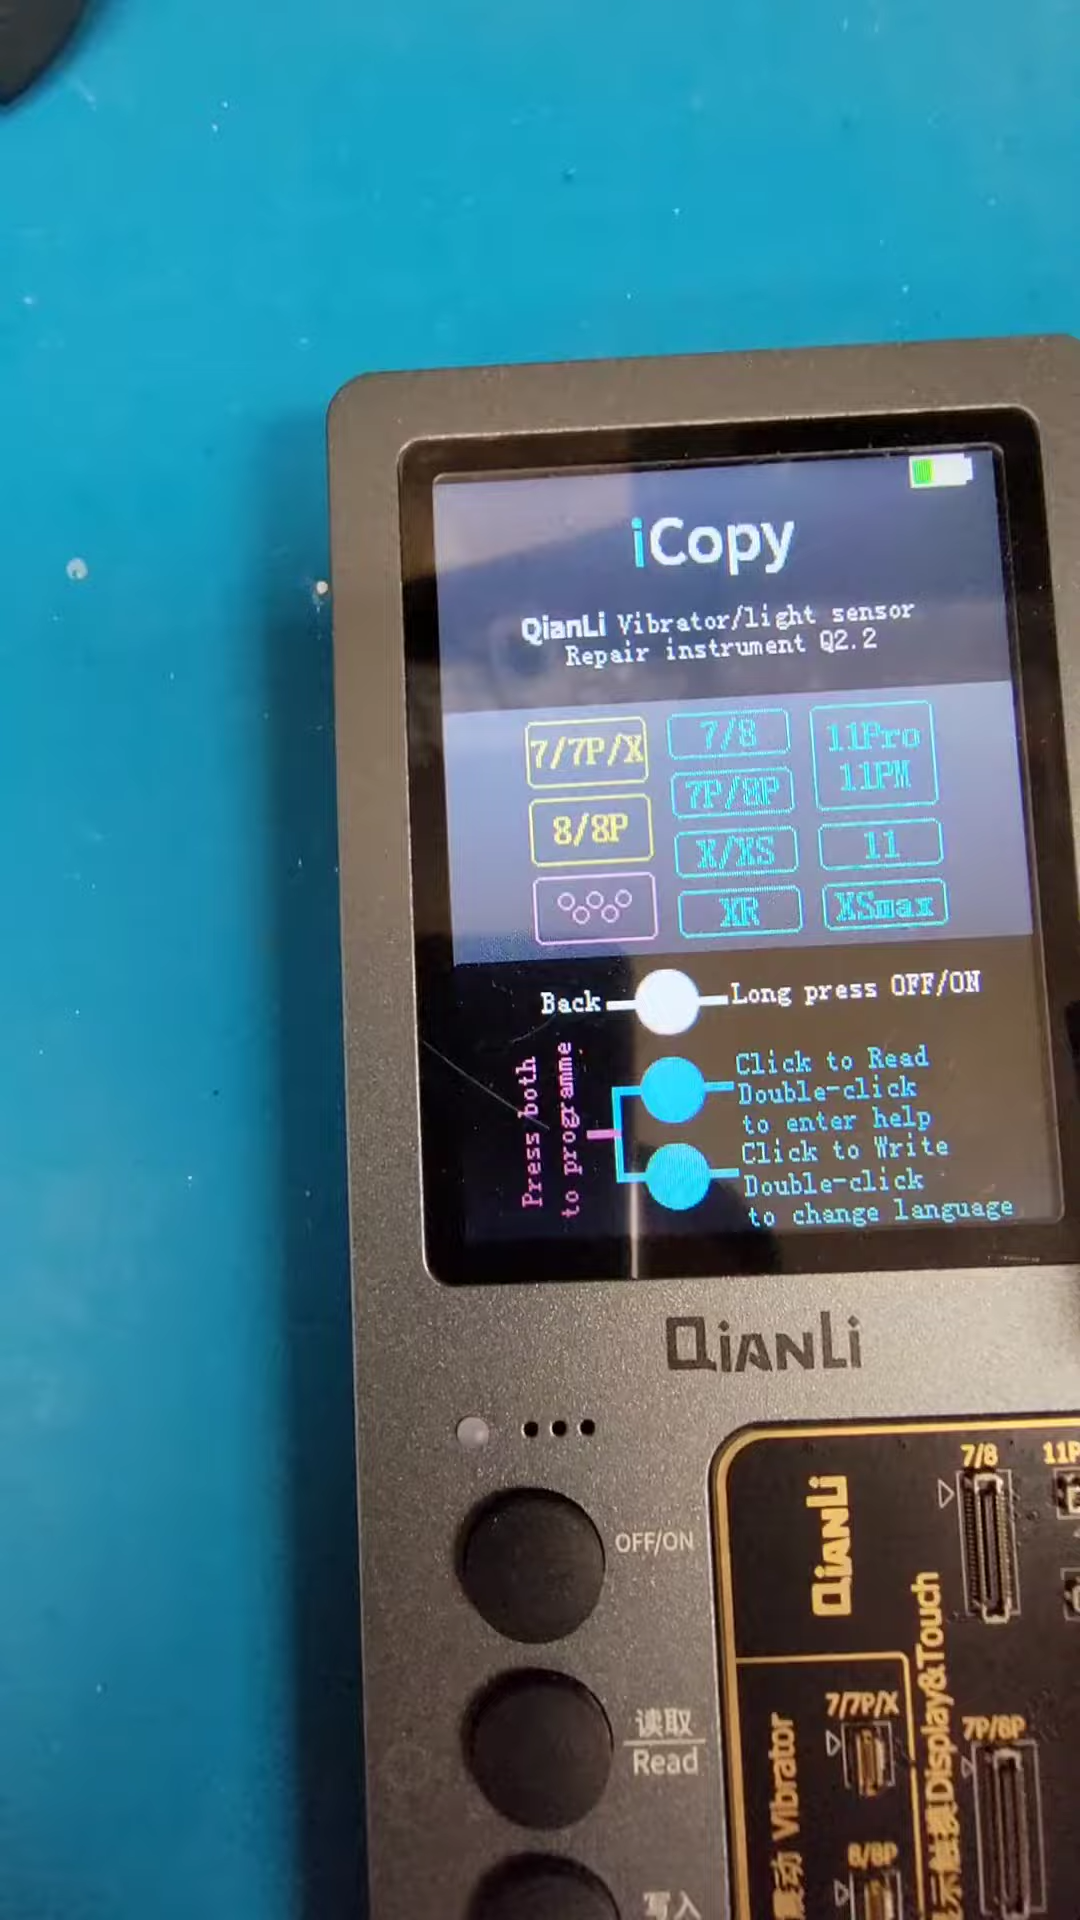 iCopy
QianLi Vibrator/light sensor
Repair instrument Q2.2
7/7P/X
8/8P
7/8
7P/8P
X/XS
XR
11Pro
11PM
11
XSmax
Back
Long press OFF/ON
Press both
to programme
Click to Read
Double-click
to enter help
Click to Write
Double-click
to change language
QIANLI
OFF/ON
读取
Read
写入
QIANLI
7/8
11P
7/7P/X
Vibrator
8/8P
Display&Touch
7P/8P